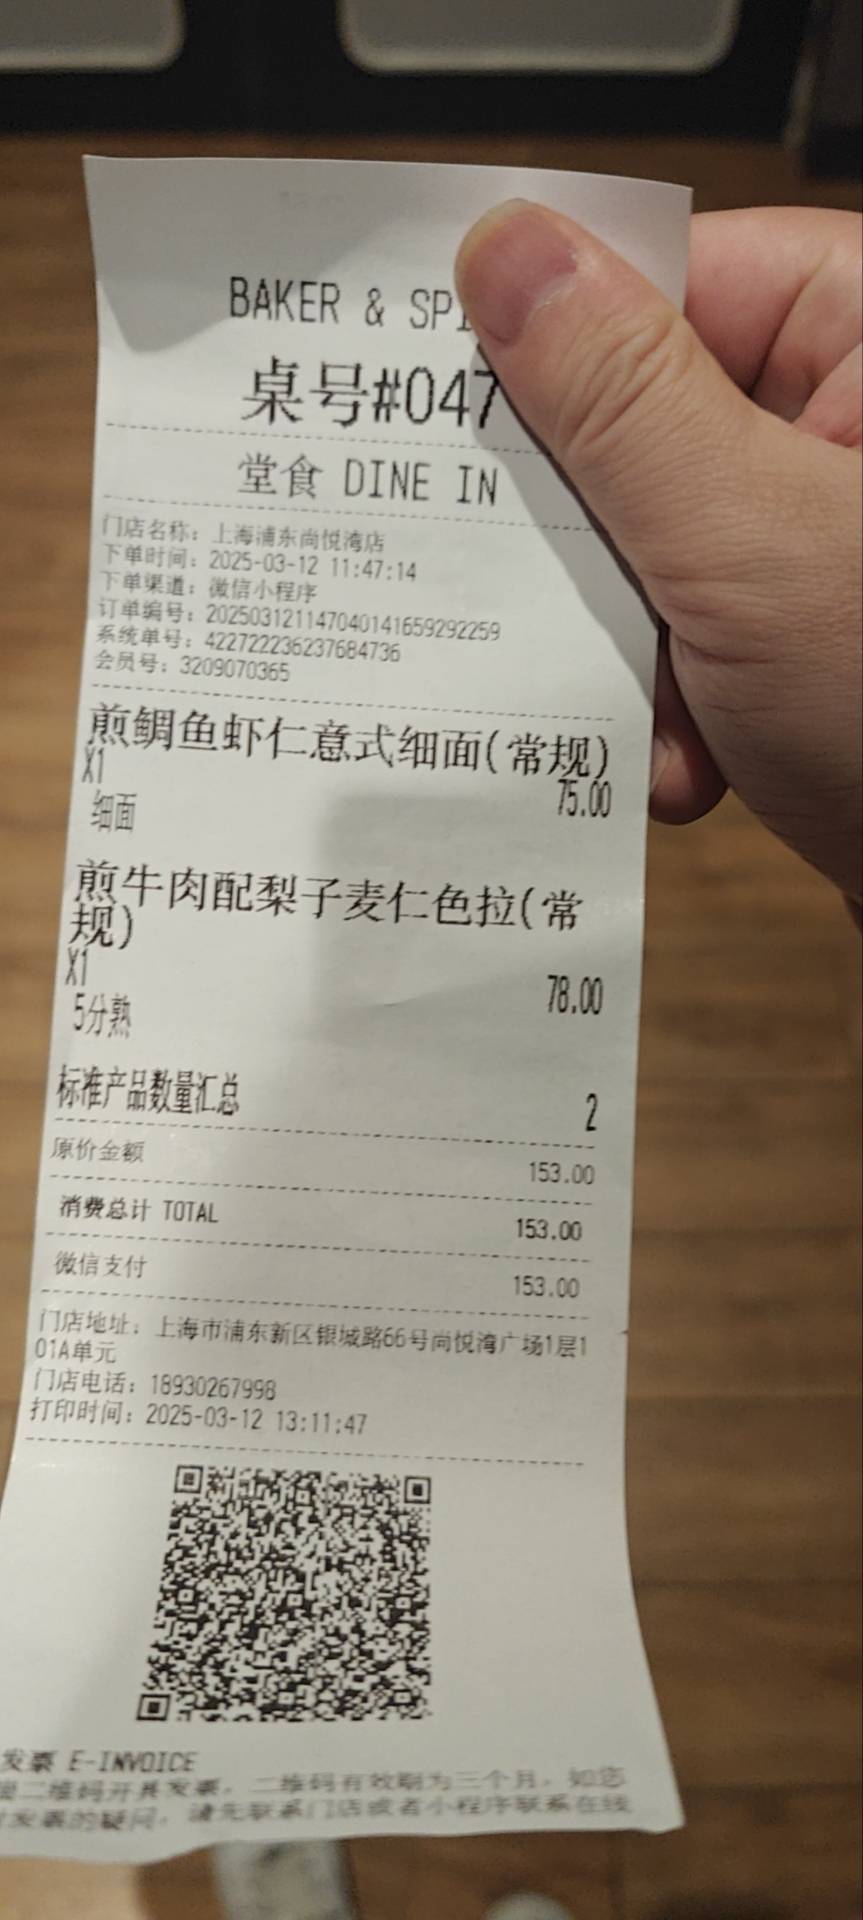 BAKER & SPI
桌号#047
堂食 DINE IN
门店名称：上海浦东尚悦湾店
下单时间：2025-03-12 11:47:14
下单渠道：微信小程序
订单编号：2025031211470401416592922​59
系统单号：422722236237684736
会员号：3209070365
煎鲷鱼虾仁意式细面(常规)
X1 75.00
细面
煎牛肉配梨子麦仁色拉(常
规)
X1 78.00
5分熟
标准产品数量汇总 2
原价金额 153.00
消费总计 TOTAL 153.00
微信支付 153.00
门店地址：上海市浦东新区银城路66号尚悦湾广场1层1
01A单元
门店电话：18930267998
打印时间：2025-03-12 13:11:47
发票 E-INVOICE
二维码开具发票，二维码有效期为三个月，如您
发票的疑问，请先联系门店或者小程序联系在线